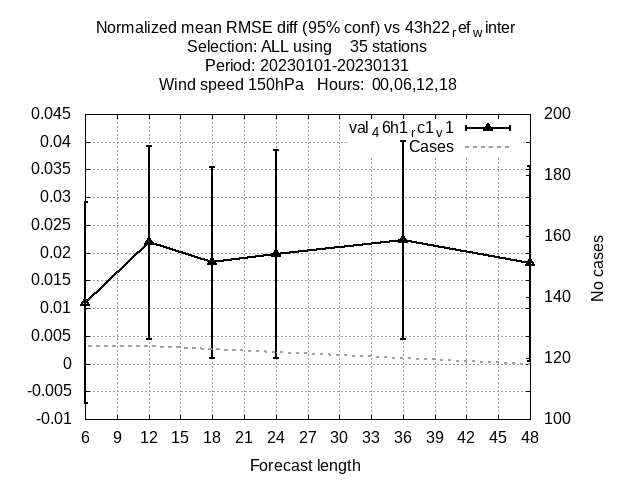 Normalized mean RMSE diff (95% conf) vs 43h22refwinter
Selection: ALL using 35 stations
Period: 20230101-20230131
Wind speed 150hPa Hours: 00,06,12,18
0.045 200
val46h1rc1v1
0.04
Cases
0.035 180
0.03
0.025 160
0.02
0.015
0.01 140
0.005
0 120
-0.005
-0.01 100
No cases
6 9 12 15 18 21 24 27 30 33 36 39 42 45 48
Forecast length